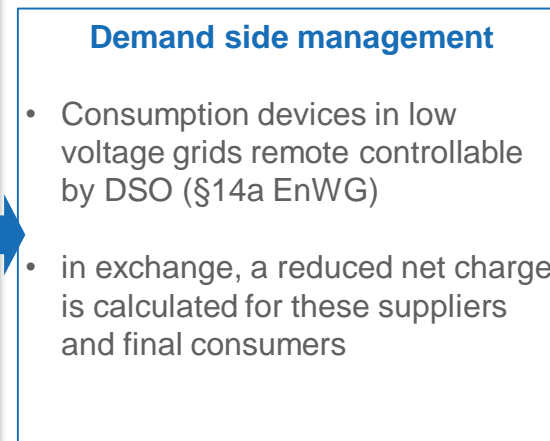 Demand side management
• Consumption devices in low
voltage grids remote controllable
by DSO (§14a EnWG)
• in exchange, a reduced net charge
is calculated for these suppliers
and final consumers